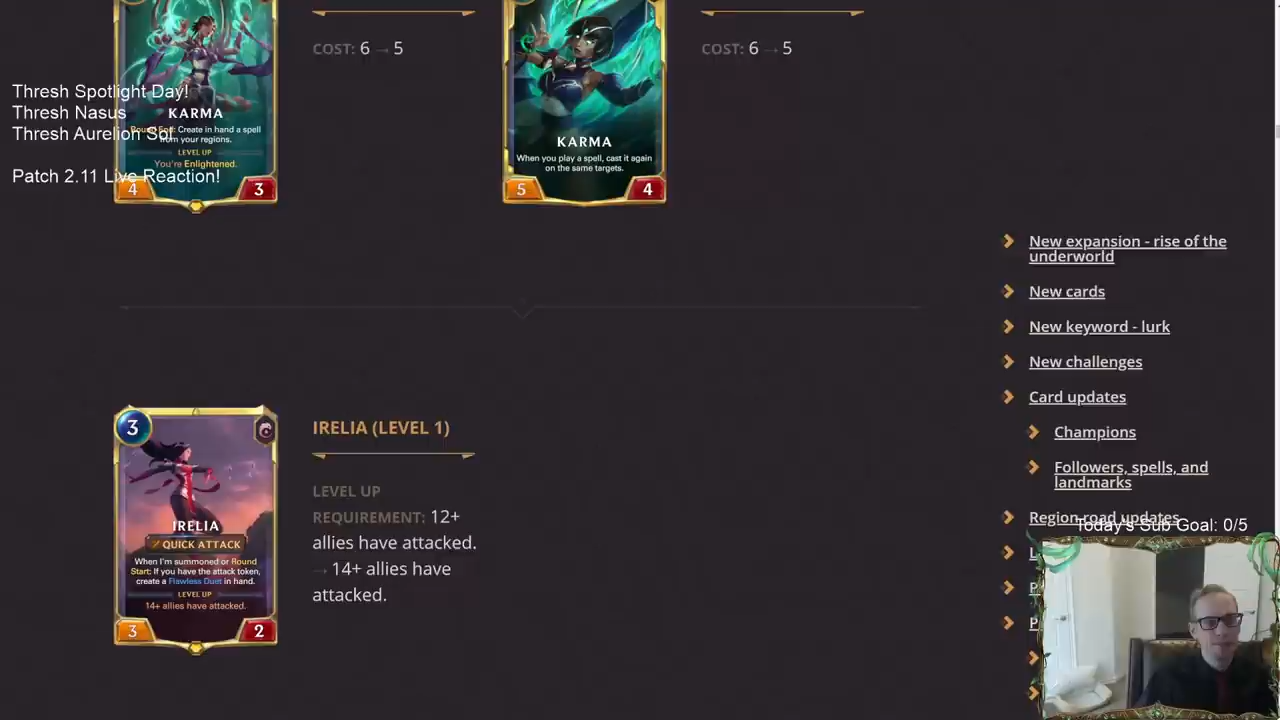 COST: 6 → 5
COST: 6 → 5
Thresh Spotlight Day!
Thresh Nasus
Thresh Aurelion Sol
Patch 2.11 Live Reaction!
KARMA
Round End: Create in hand a spell
from your regions.
LEVEL UP
You're Enlightened.
4
3
KARMA
When you play a spell, cast it again
on the same targets.
5
4
3
IRELIA
QUICK ATTACK
When I'm summoned or Round
Start: If you have the attack token,
create a Flawless Duet in hand.
LEVEL UP
14+ allies have attacked.
3
2
IRELIA (LEVEL 1)
LEVEL UP
REQUIREMENT: 12+
allies have attacked.
→ 14+ allies have
attacked.
New expansion - rise of the
underworld
New cards
New keyword - lurk
New challenges
Card updates
Champions
Followers, spells, and
landmarks
Region road updates
Today's Sub Goal: 0/5
L
P
P